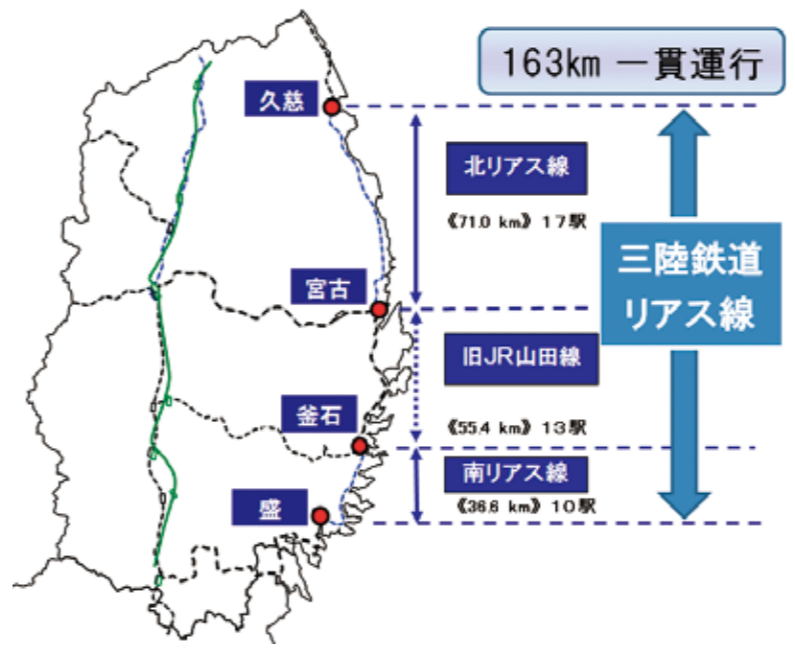 163km 一貫運行
久慈
北リアス線
《71.0 km》 17駅
三陸鉄道
リアス線
宮古
旧JR山田線
《55.4 km》 13駅
釜石
南リアス線
《36.6 km》 10駅
盛